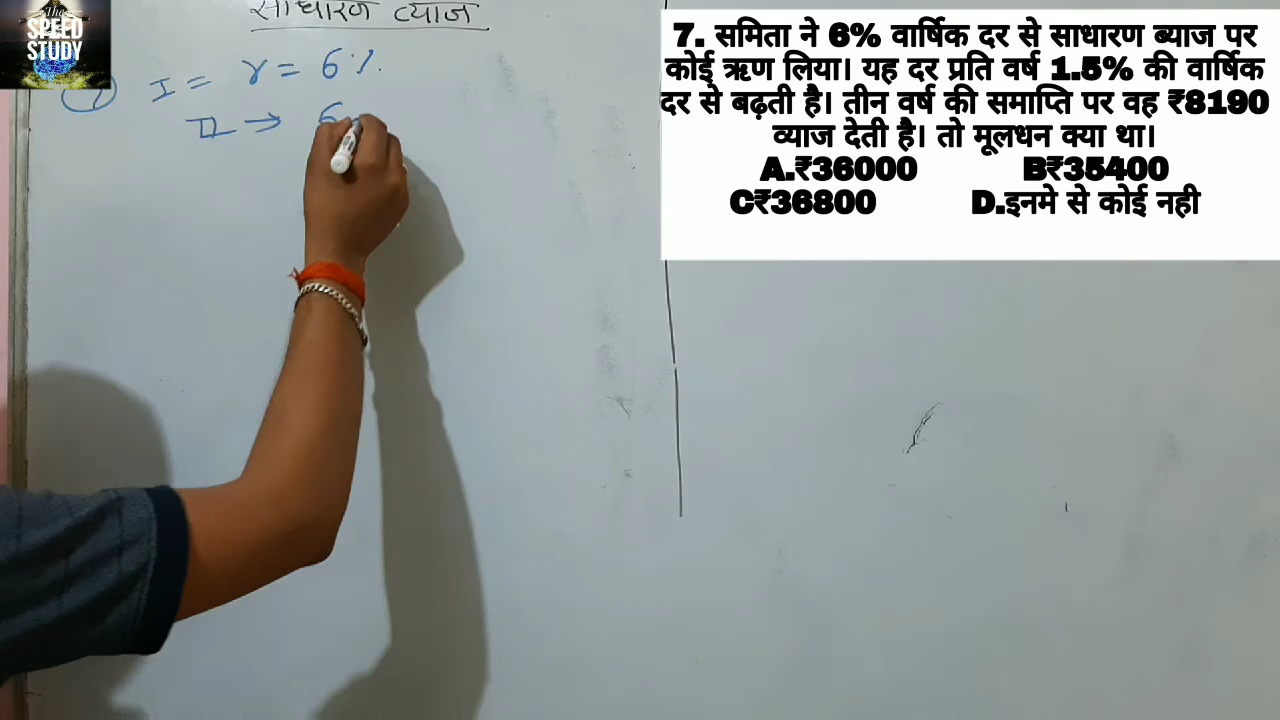 The
SPEED
STUDY
साधारण व्याज
7 I = r = 6%.
II → 6
7. समिता ने 6% वार्षिक दर से साधारण ब्याज पर
कोई ऋण लिया। यह दर प्रति वर्ष 1.5% की वार्षिक
दर से बढ़ती है। तीन वर्ष की समाप्ति पर वह ₹8190
व्याज देती है। तो मूलधन क्या था।
A.₹36000 B₹35400
C₹36800 D.इनमे से कोई नही